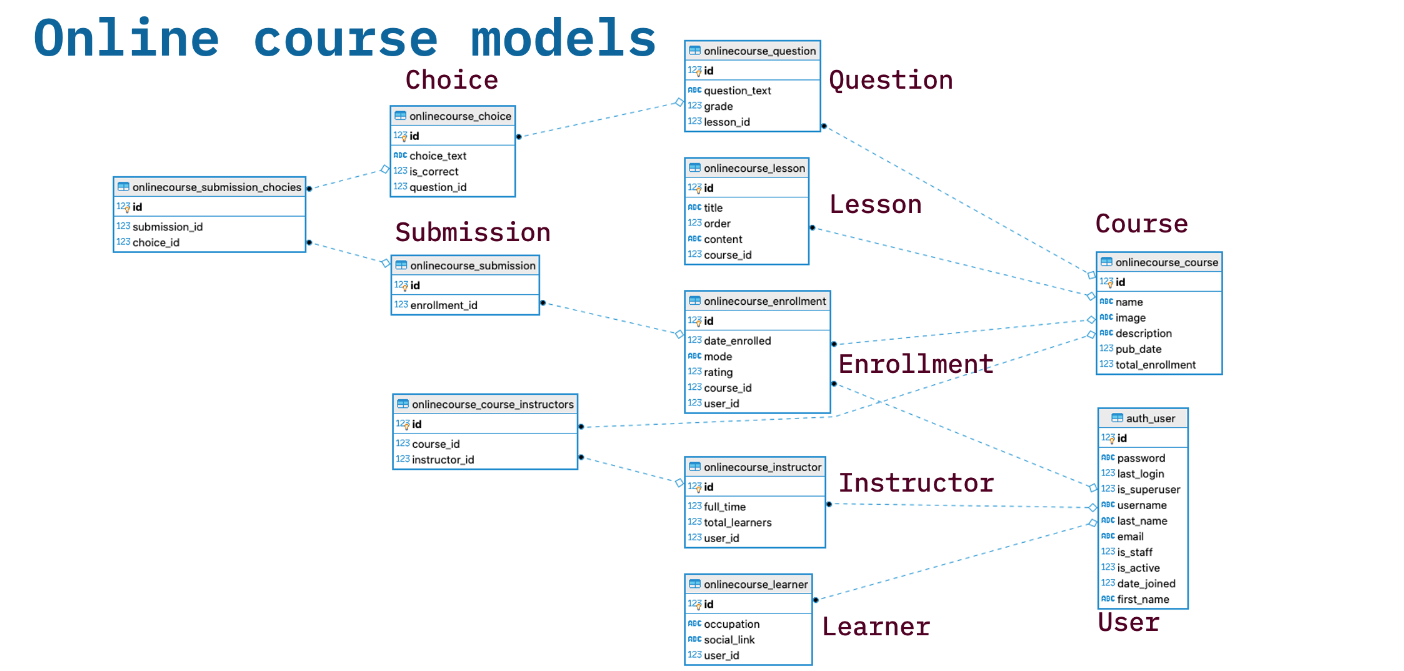 Online course models
Choice
onlinecourse_choice
123 id
ABC choice_text
123 is_correct
123 question_id
onlinecourse_submission_chocies
123 id
123 submission_id
123 choice_id
Submission
onlinecourse_submission
123 id
123 enrollment_id
onlinecourse_course_instructors
123 id
123 course_id
123 instructor_id
onlinecourse_question
123 id
ABC question_text
123 grade
123 lesson_id
Question
onlinecourse_lesson
123 id
ABC title
123 order
ABC content
123 course_id
Lesson
onlinecourse_enrollment
123 id
123 date_enrolled
ABC mode
123 rating
123 course_id
123 user_id
Enrollment
onlinecourse_instructor
123 id
123 full_time
123 total_learners
123 user_id
Instructor
onlinecourse_learner
123 id
ABC occupation
ABC social_link
123 user_id
Learner
Course
onlinecourse_course
123 id
ABC name
ABC image
ABC description
123 pub_date
123 total_enrollment
auth_user
123 id
ABC password
123 last_login
123 is_superuser
ABC username
ABC last_name
ABC email
123 is_staff
123 is_active
123 date_joined
ABC first_name
User